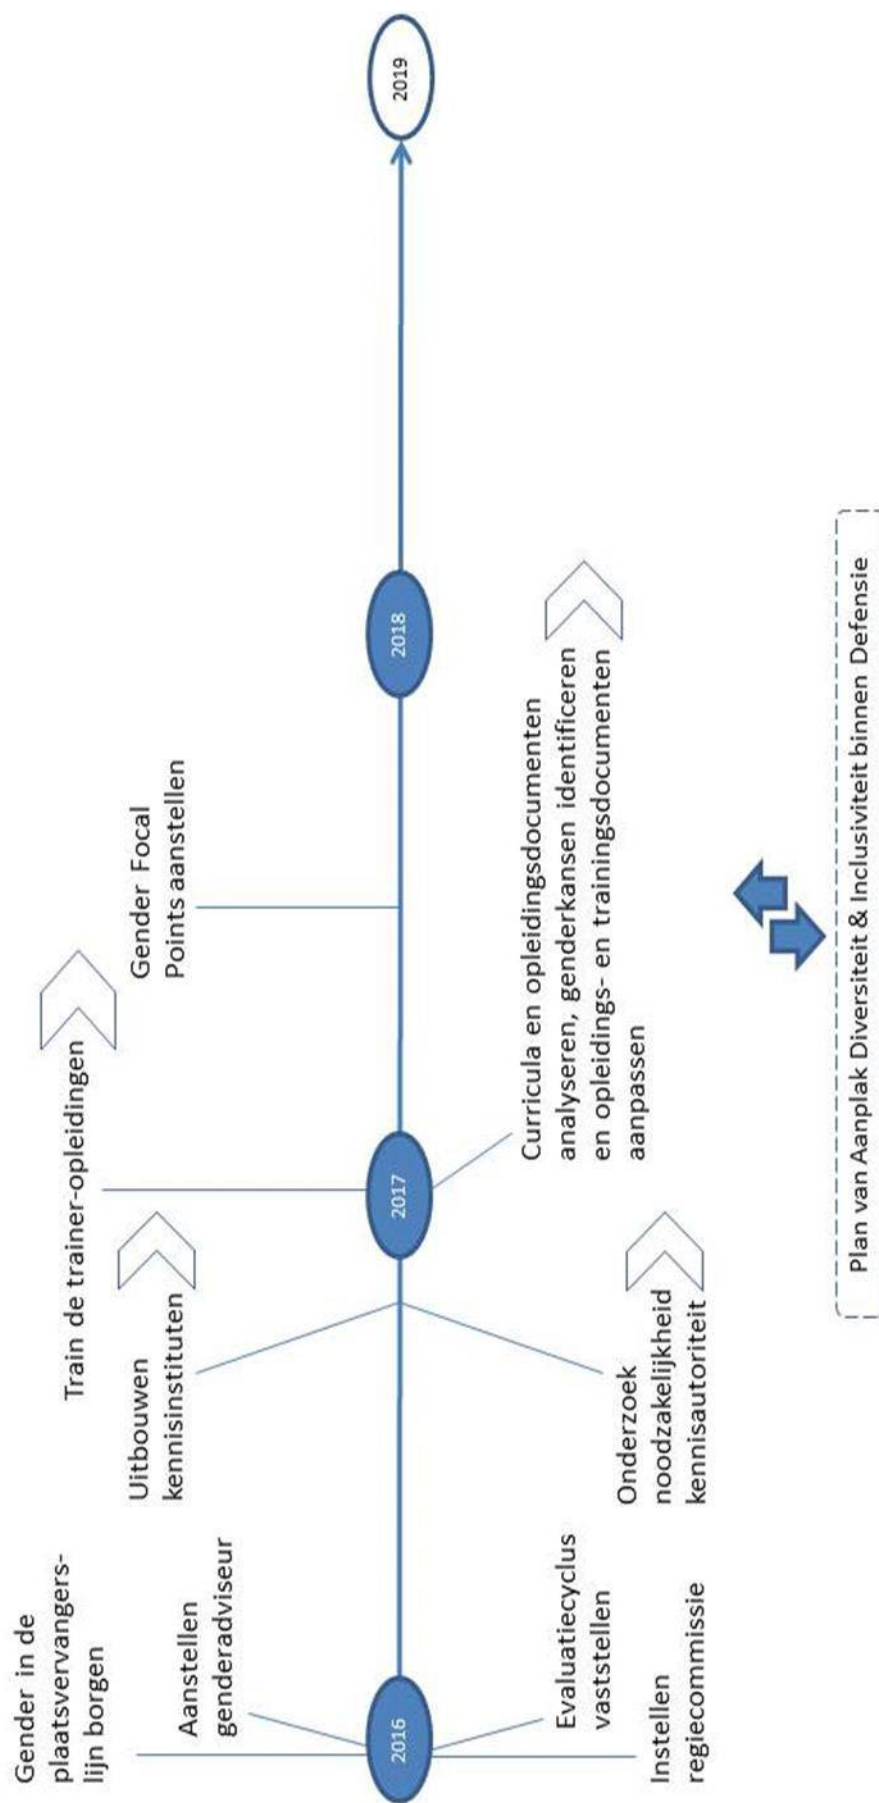 Gender in de
plaatsvervangers-
lijn borgen
Aanstellen
genderadviseur
Uitbouwen
kennisinstituten
Train de trainer-opleidingen
Gender Focal
Points aanstellen
2016
2017
2018
2019
Evaluatiecyclus
vaststellen
Instellen
regiecommissie
Onderzoek
noodzakelijkheid
kennisautoriteit
Curricula en opleidingsdocumenten
analyseren, genderkansen identificeren
en opleidings- en trainingsdocumenten
aanpassen
Plan van Aanplak Diversiteit & Inclusiviteit binnen Defensie